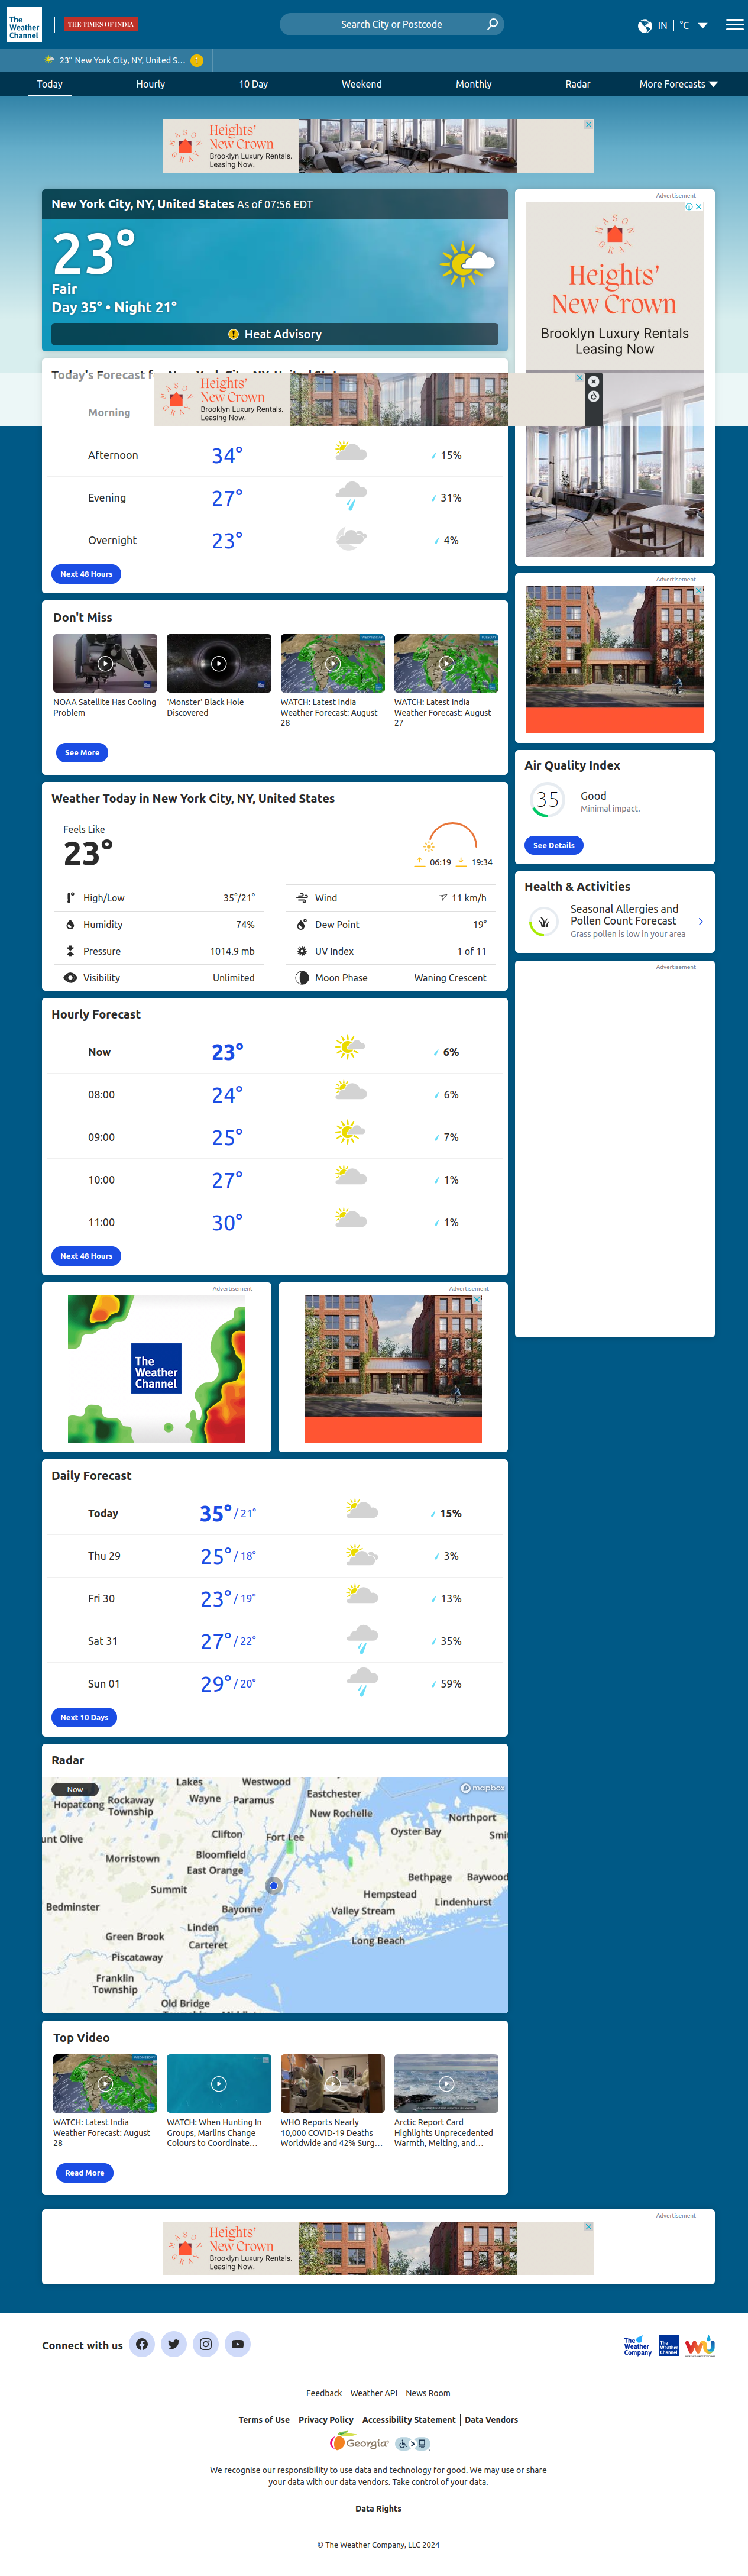 The
Weather
Channel
THE TIMES OF INDIA
Search City or Postcode
IN
°C
23° New York City, NY, United S...
Today
Hourly
10 Day
Weekend
Monthly
Radar
More Forecasts
MASON
GRAY
Heights'
New Crown
Brooklyn Luxury Rentals.
Leasing Now.
New York City, NY, United States As of 07:56 EDT
23°
Fair
Day 35° • Night 21°
Heat Advisory
Advertisement
MASON
GRAY
Heights'
New Crown
Brooklyn Luxury Rentals
Leasing Now
MASON
GRAY
Heights'
New Crown
Brooklyn Luxury Rentals.
Leasing Now.
Morning
Afternoon 34° 15%
Evening 27° 31%
Overnight 23° 4%
Next 48 Hours
Don't Miss
NOAA Satellite Has Cooling
Problem
'Monster' Black Hole
Discovered
WATCH: Latest India
Weather Forecast: August
28
WATCH: Latest India
Weather Forecast: August
27
See More
Advertisement
Air Quality Index
35
Good
Minimal impact.
See Details
Health & Activities
Seasonal Allergies and
Pollen Count Forecast
Grass pollen is low in your area
Advertisement
Weather Today in New York City, NY, United States
Feels Like
23°
06:19 19:34
High/Low 35°/21°
Wind 11 km/h
Humidity 74%
Dew Point 19°
Pressure 1014.9 mb
UV Index 1 of 11
Visibility Unlimited
Moon Phase Waning Crescent
Hourly Forecast
Now 23° 6%
08:00 24° 6%
09:00 25° 7%
10:00 27° 1%
11:00 30° 1%
Next 48 Hours
Advertisement
The
Weather
Channel
Advertisement
Daily Forecast
Today 35° / 21° 15%
Thu 29 25° / 18° 3%
Fri 30 23° / 19° 13%
Sat 31 27° / 22° 35%
Sun 01 29° / 20° 59%
Next 10 Days
Radar
Now
mapbox
Lakes
Westwood
Eastchester
Hopatcong
Rockaway
Township
Wayne
Paramus
New Rochelle
Northport
Clifton
Fort Lee
Oyster Bay
Morristown
Bloomfield
East Orange
Summit
Bethpage
Hempstead
Bedminster
Bayonne
Valley Stream
Lindenhurst
Linden
Green Brook
Carteret
Long Beach
Piscataway
Franklin
Township
Old Bridge
Top Video
WATCH: Latest India
Weather Forecast: August
28
WATCH: When Hunting In
Groups, Marlins Change
Colours to Coordinate...
WHO Reports Nearly
10,000 COVID-19 Deaths
Worldwide and 42% Surg...
Arctic Report Card
Highlights Unprecedented
Warmth, Melting, and...
Read More
Advertisement
MASON
GRAY
Heights'
New Crown
Brooklyn Luxury Rentals.
Leasing Now.
Connect with us
The
Weather
Company
The
Weather
Channel
Feedback
Weather API
News Room
Terms of Use
Privacy Policy
Accessibility Statement
Data Vendors
Georgia
We recognise our responsibility to use data and technology for good. We may use or share
your data with our data vendors. Take control of your data.
Data Rights
© The Weather Company, LLC 2024